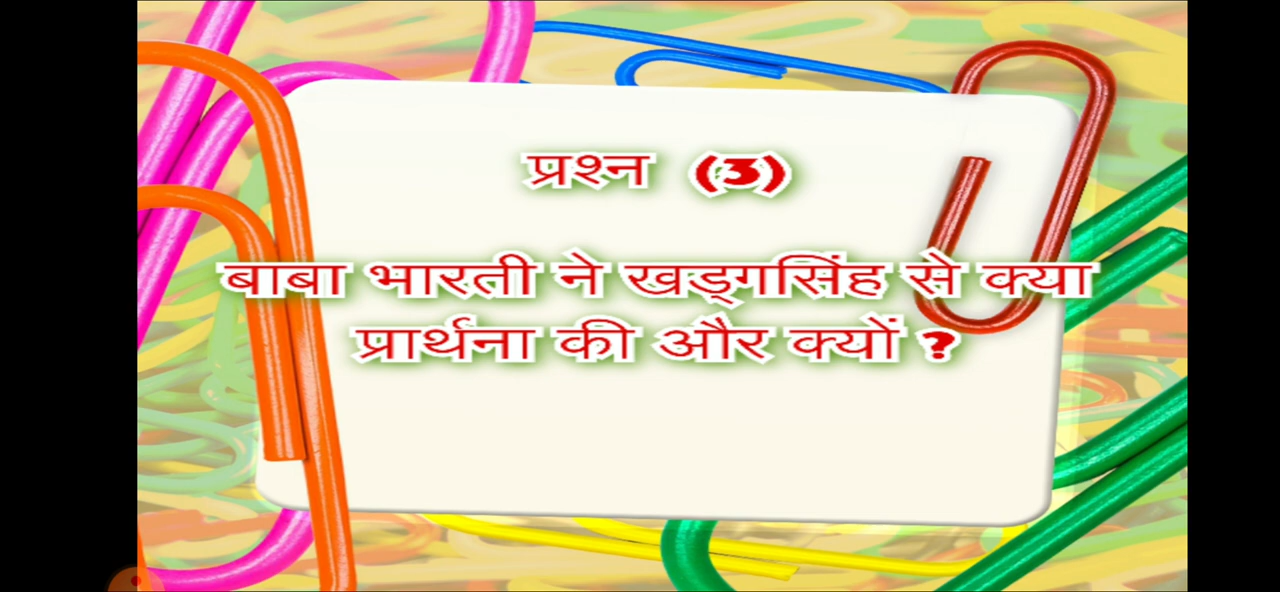 प्रश्न (3)
बाबा भारती ने खड्गसिंह से क्या
प्रार्थना की और क्यों ?